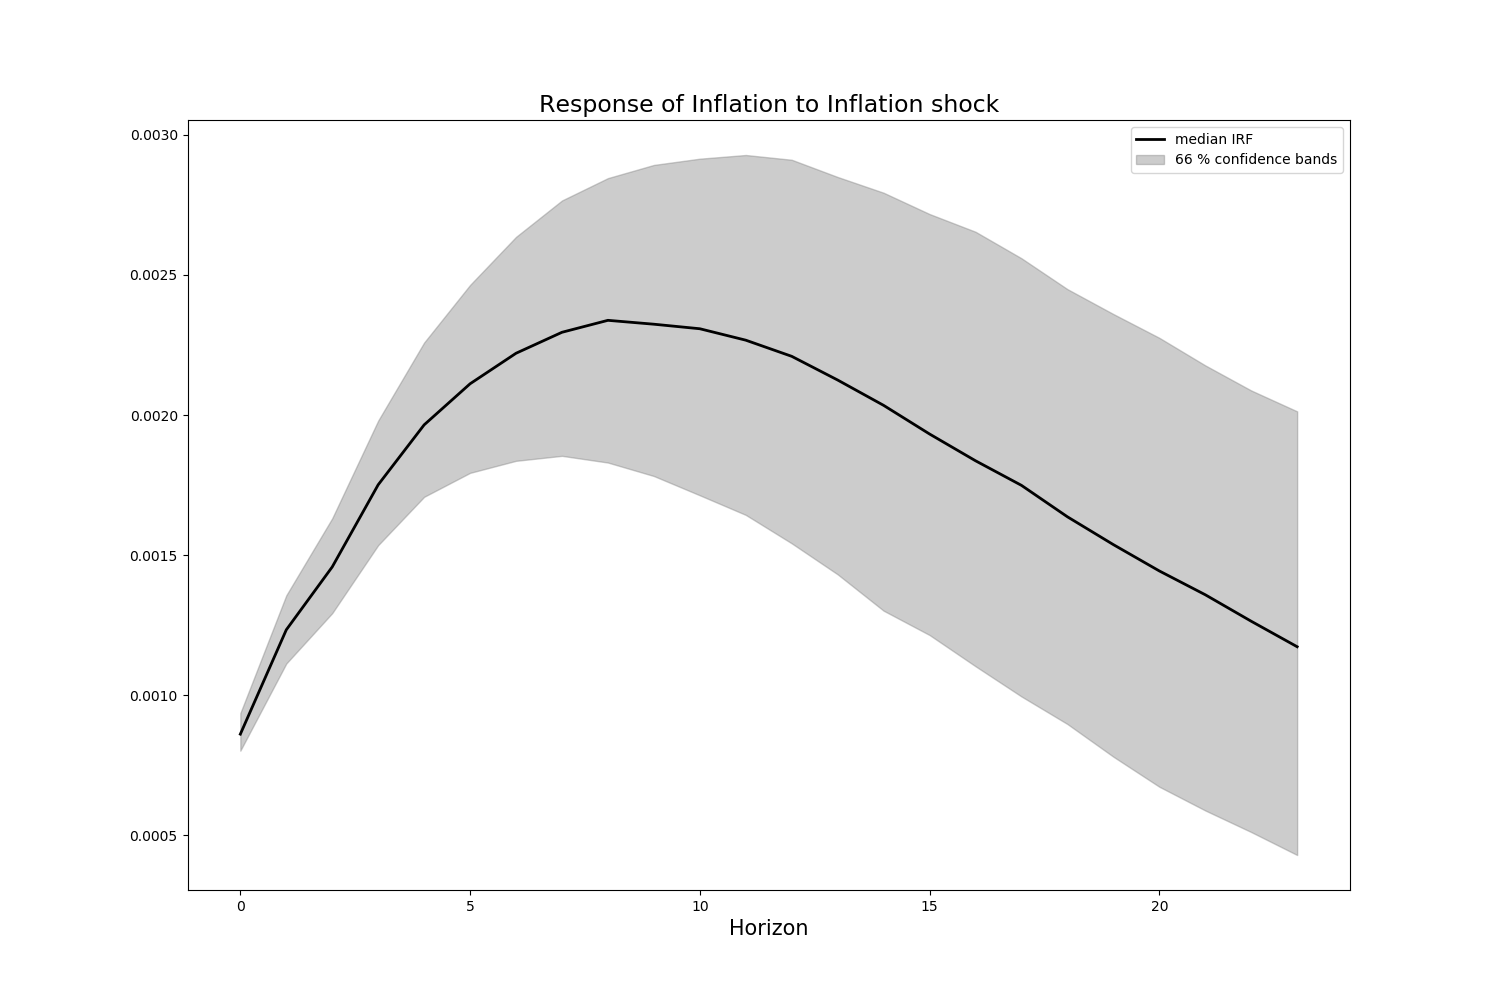 Response of Inflation to Inflation shock
median IRF
66 % confidence bands
0.0030
0.0025
0.0020
0.0015
0.0010
0.0005
0 5 10 15 20
Horizon